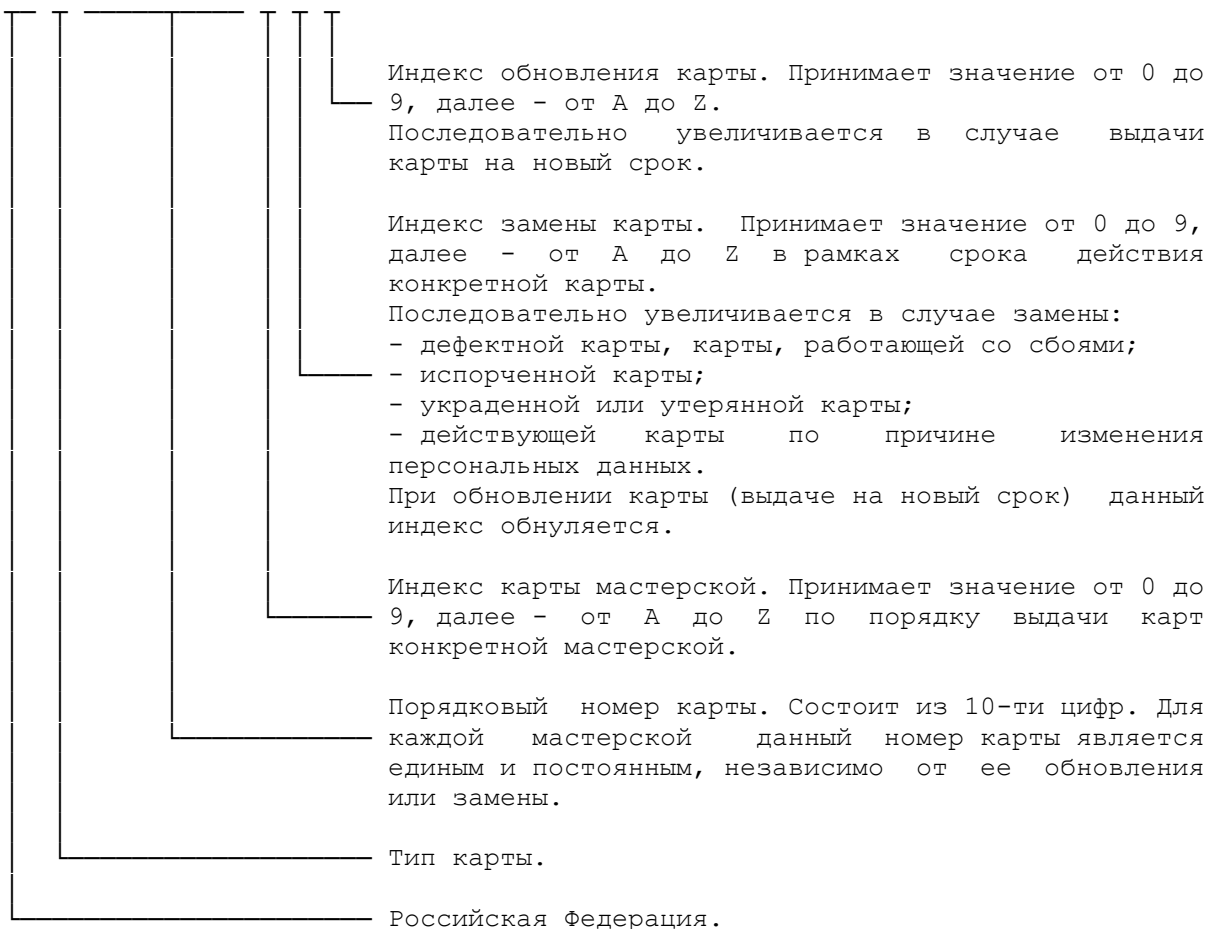 Индекс обновления карты. Принимает значение от 0 до
9, далее - от A до Z.
Последовательно увеличивается в случае выдачи
карты на новый срок.
Индекс замены карты. Принимает значение от 0 до 9,
далее - от A до Z в рамках срока действия
конкретной карты.
Последовательно увеличивается в случае замены:
- дефектной карты, карты, работающей со сбоями;
- испорченной карты;
- украденной или утерянной карты;
- действующей карты по причине изменения
персональных данных.
При обновлении карты (выдаче на новый срок) данный
индекс обнуляется.
Индекс карты мастерской. Принимает значение от 0 до
9, далее - от A до Z по порядку выдачи карт
конкретной мастерской.
Порядковый номер карты. Состоит из 10-ти цифр. Для
каждой мастерской данный номер карты является
единым и постоянным, независимо от ее обновления
или замены.
Тип карты.
Российская Федерация.